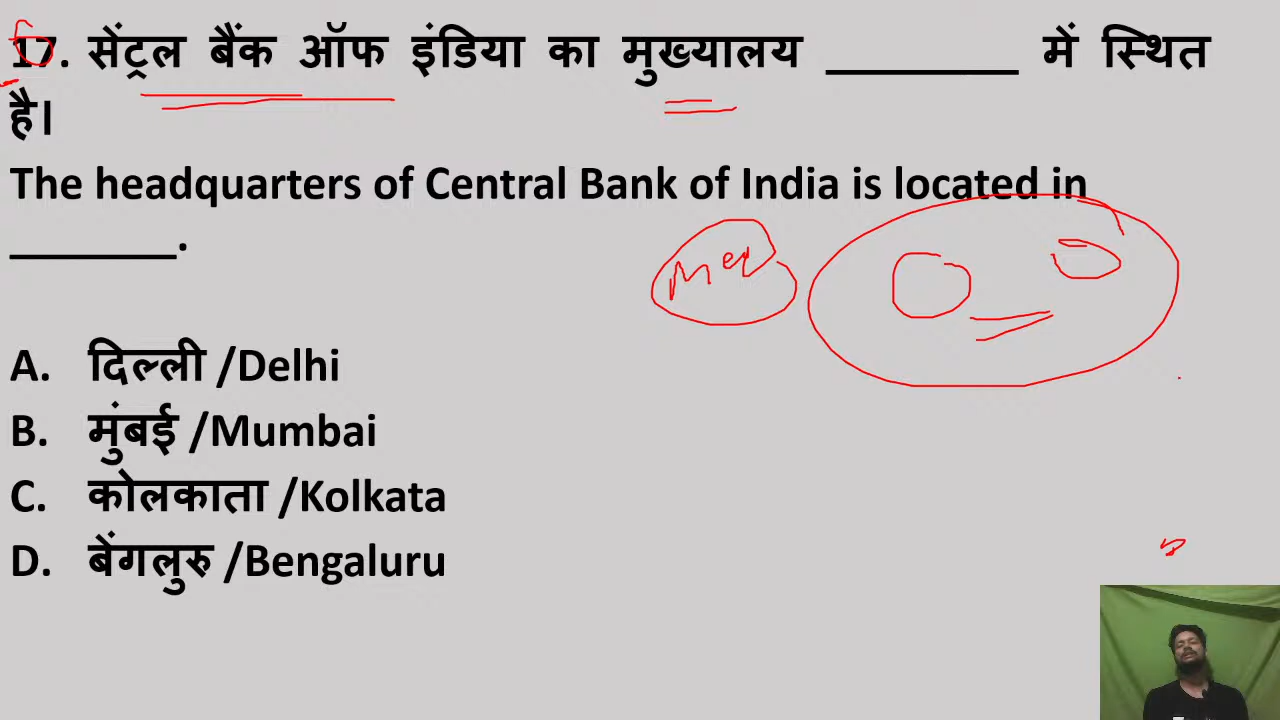 17. सेंट्रल बैंक ऑफ इंडिया का मुख्यालय ________ में स्थित
है।
The headquarters of Central Bank of India is located in
_______.
A. दिल्ली /Delhi
B. मुंबई /Mumbai
C. कोलकाता /Kolkata
D. बेंगलुरु /Bengaluru